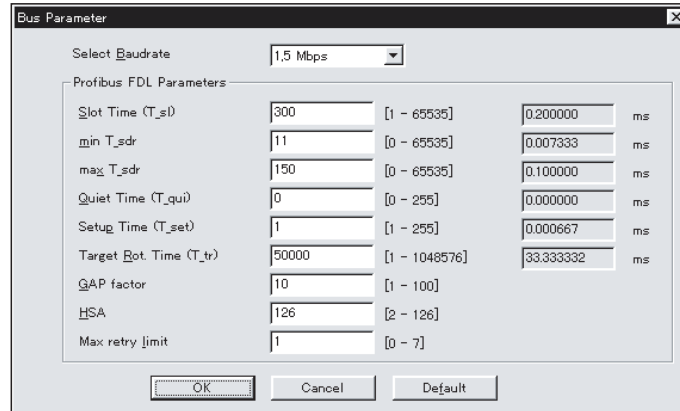 Bus Parameter
Select Baudrate 1,5 Mbps
Profibus FDL Parameters
Slot Time (T_sl) 300 [1 - 65535] 0.200000 ms
min T_sdr 11 [0 - 65535] 0.007333 ms
max T_sdr 150 [0 - 65535] 0.100000 ms
Quiet Time (T_qui) 0 [0 - 255] 0.000000 ms
Setup Time (T_set) 1 [1 - 255] 0.000667 ms
Target Rot. Time (T_tr) 50000 [1 - 1048576] 33.333332 ms
GAP factor 10 [1 - 100]
HSA 126 [2 - 126]
Max retry limit 1 [0 - 7]
OK Cancel Default